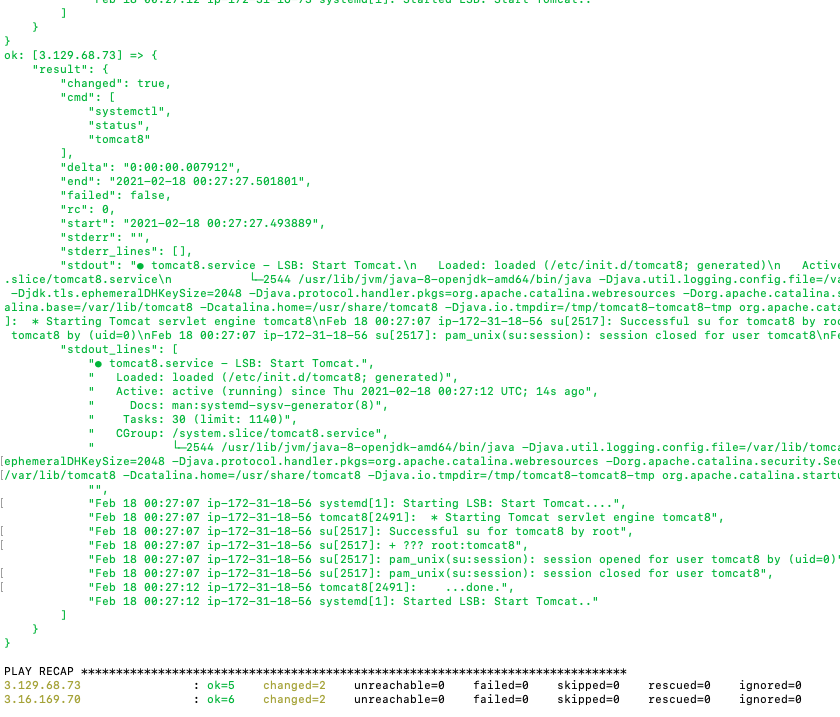 ]
    }
}
ok: [3.129.68.73] => {
    "result": {
        "changed": true,
        "cmd": [
            "systemctl",
            "status",
            "tomcat8"
        ],
        "delta": "0:00:00.007912",
        "end": "2021-02-18 00:27:27.501801",
        "failed": false,
        "rc": 0,
        "start": "2021-02-18 00:27:27.493889",
        "stderr": "",
        "stderr_lines": [],
        "stdout": "● tomcat8.service - LSB: Start Tomcat.\n   Loaded: loaded (/etc/init.d/tomcat8; generated)\n   Active
.slice/tomcat8.service\n           └─2544 /usr/lib/jvm/java-8-openjdk-amd64/bin/java -Djava.util.logging.config.file=/va
 -Djdk.tls.ephemeralDHKeySize=2048 -Djava.protocol.handler.pkgs=org.apache.catalina.webresources -Dorg.apache.catalina.s
alina.base=/var/lib/tomcat8 -Dcatalina.home=/usr/share/tomcat8 -Djava.io.tmpdir=/tmp/tomcat8-tomcat8-tmp org.apache.cata
]:  * Starting Tomcat servlet engine tomcat8\nFeb 18 00:27:07 ip-172-31-18-56 su[2517]: Successful su for tomcat8 by roo
 tomcat8 by (uid=0)\nFeb 18 00:27:07 ip-172-31-18-56 su[2517]: pam_unix(su:session): session closed for user tomcat8\nFe
        "stdout_lines": [
            "● tomcat8.service - LSB: Start Tomcat.",
            "   Loaded: loaded (/etc/init.d/tomcat8; generated)",
            "   Active: active (running) since Thu 2021-02-18 00:27:12 UTC; 14s ago",
            "     Docs: man:systemd-sysv-generator(8)",
            "    Tasks: 30 (limit: 1140)",
            "   CGroup: /system.slice/tomcat8.service",
            "           └─2544 /usr/lib/jvm/java-8-openjdk-amd64/bin/java -Djava.util.logging.config.file=/var/lib/tomca
[ephemeralDHKeySize=2048 -Djava.protocol.handler.pkgs=org.apache.catalina.webresources -Dorg.apache.catalina.security.Sec
[/var/lib/tomcat8 -Dcatalina.home=/usr/share/tomcat8 -Djava.io.tmpdir=/tmp/tomcat8-tomcat8-tmp org.apache.catalina.startu
            "",
[            "Feb 18 00:27:07 ip-172-31-18-56 systemd[1]: Starting LSB: Start Tomcat....",
            "Feb 18 00:27:07 ip-172-31-18-56 tomcat8[2491]:  * Starting Tomcat servlet engine tomcat8",
[            "Feb 18 00:27:07 ip-172-31-18-56 su[2517]: Successful su for tomcat8 by root",
[            "Feb 18 00:27:07 ip-172-31-18-56 su[2517]: + ??? root:tomcat8",
            "Feb 18 00:27:07 ip-172-31-18-56 su[2517]: pam_unix(su:session): session opened for user tomcat8 by (uid=0)"
[            "Feb 18 00:27:07 ip-172-31-18-56 su[2517]: pam_unix(su:session): session closed for user tomcat8",
[            "Feb 18 00:27:12 ip-172-31-18-56 tomcat8[2491]:    ...done.",
            "Feb 18 00:27:12 ip-172-31-18-56 systemd[1]: Started LSB: Start Tomcat.."
        ]
    }
}
PLAY RECAP ******************************************************************************
3.129.68.73                : ok=5    changed=2    unreachable=0    failed=0    skipped=0    rescued=0    ignored=0
3.16.169.70                : ok=6    changed=2    unreachable=0    failed=0    skipped=0    rescued=0    ignored=0